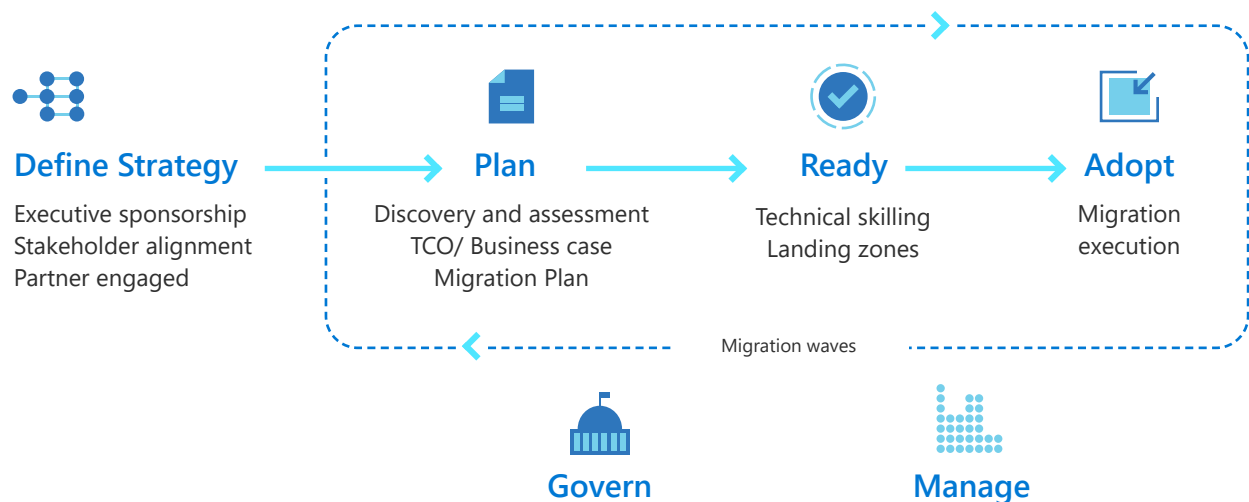 Define Strategy
Executive sponsorship
Stakeholder alignment
Partner engaged
Plan
Discovery and assessment
TCO/ Business case
Migration Plan
Ready
Technical skilling
Landing zones
Adopt
Migration
execution
Migration waves
Govern
Manage